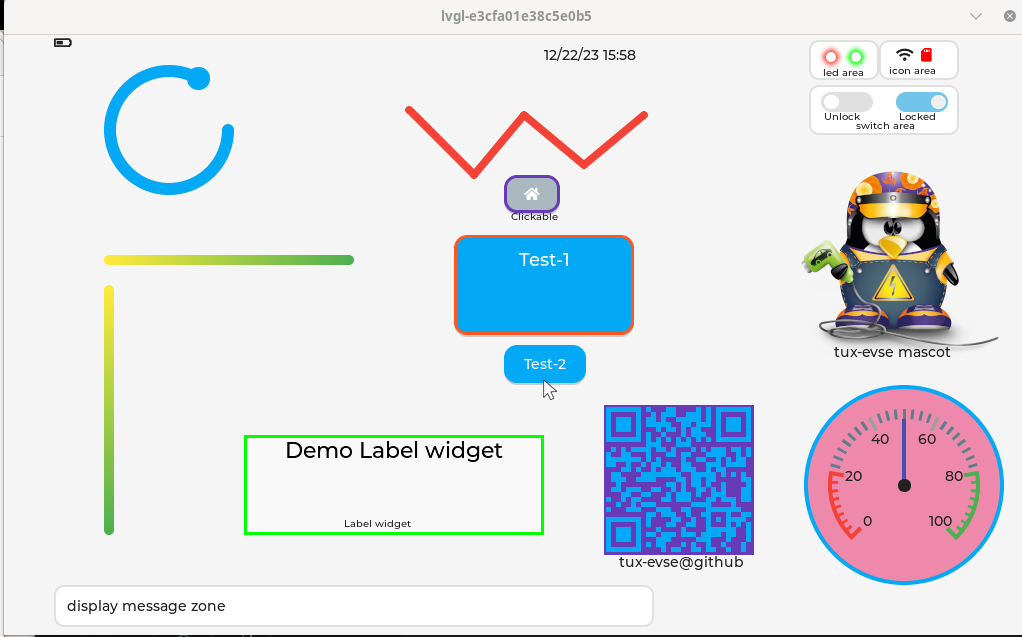 lvgl-e3cfa01e38c5e0b5
12/22/23 15:58
led area
icon area
Unlock
Locked
switch area
Clickable
Test-1
Test-2
tux-evse mascot
Demo Label widget
Label widget
tux-evse@github
40
60
20
80
0
100
display message zone